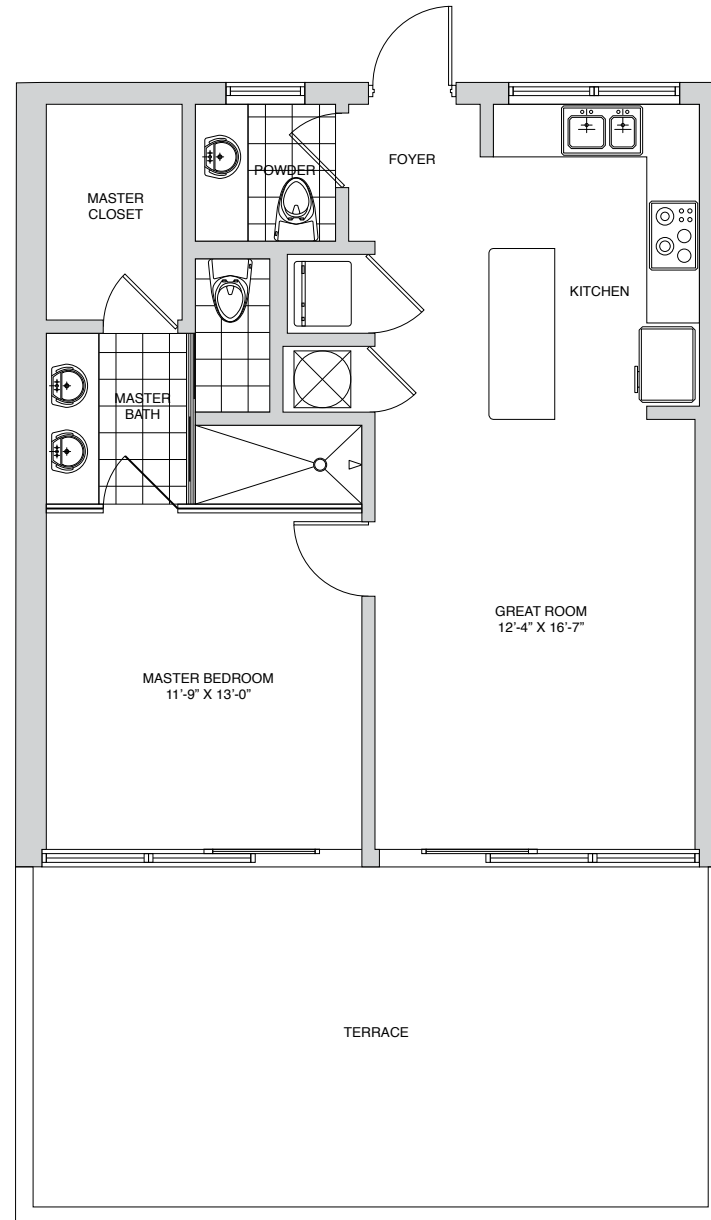 FOYER
POWDER
MASTER
CLOSET
KITCHEN
MASTER
BATH
GREAT ROOM
12’-4” X 16’-7”
MASTER BEDROOM
11’-9” X 13’-0”
TERRACE